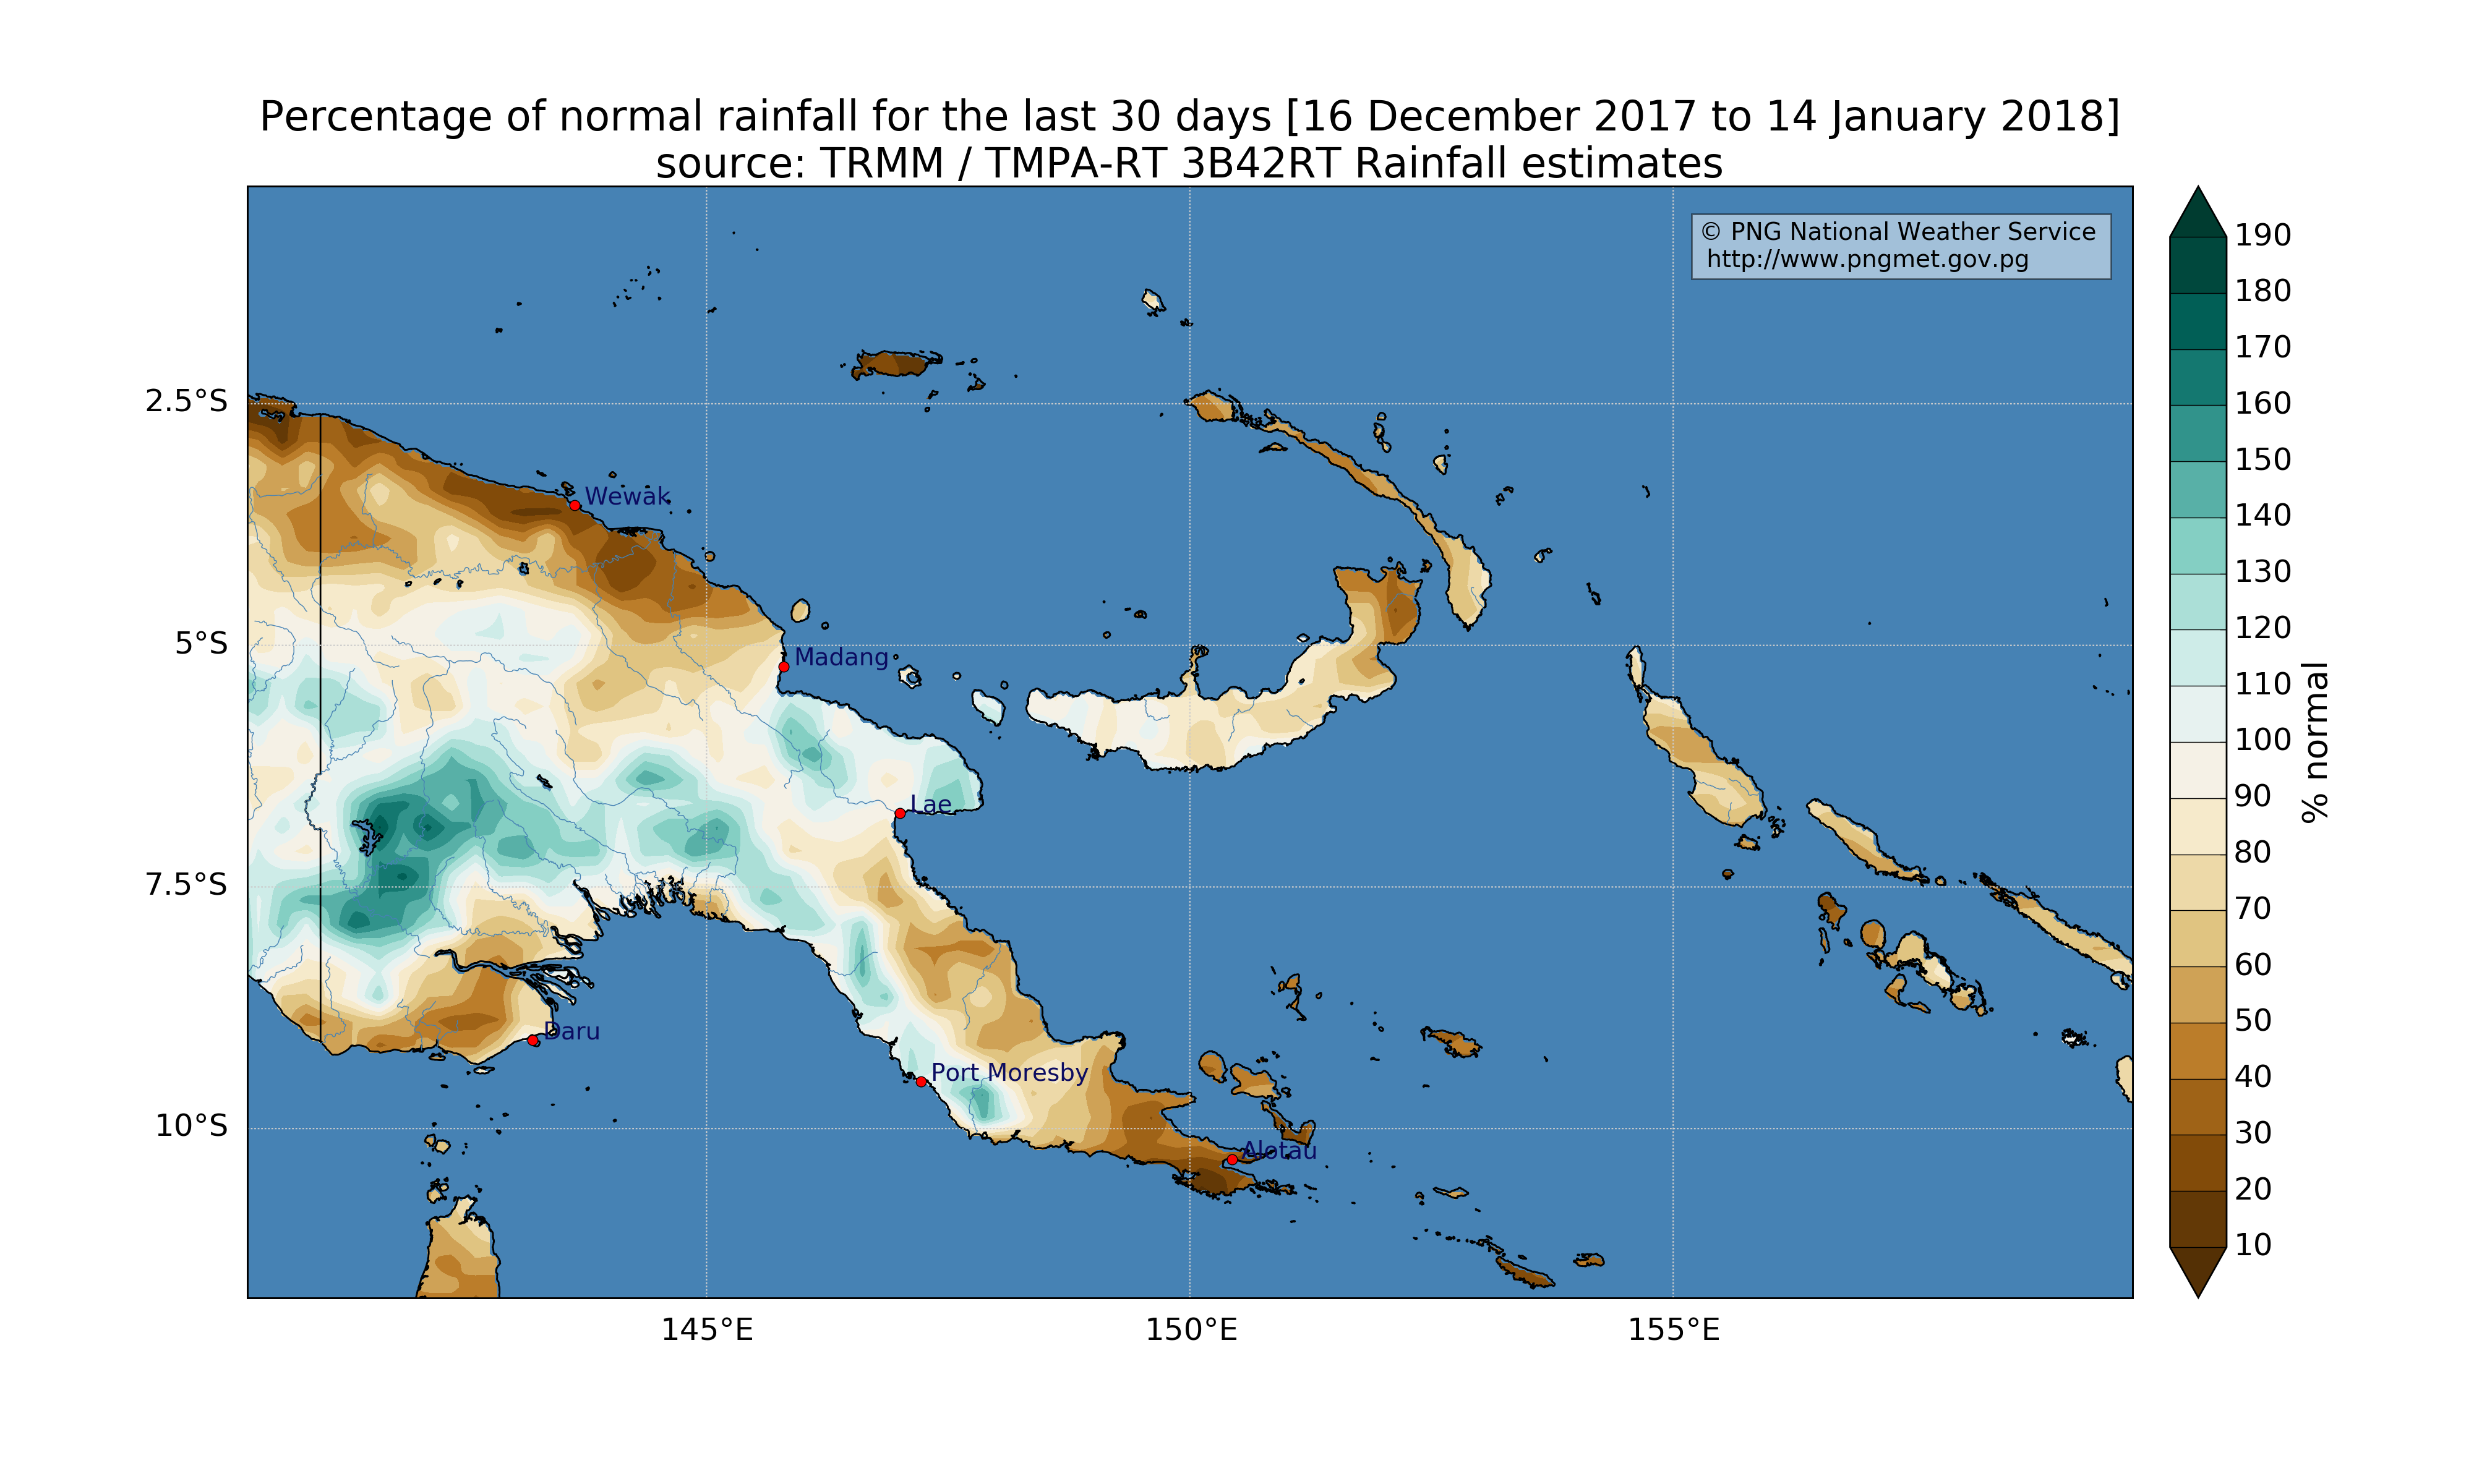 Percentage of normal rainfall for the last 30 days [16 December 2017 to 14 January 2018]
source: TRMM / TMPA-RT 3B42RT Rainfall estimates
© PNG National Weather Service
http://www.pngmet.gov.pg
190
180
170
160
150
140
130
120
110
100
90
80
70
60
50
40
30
20
10
% normal
2.5°S
5°S
7.5°S
10°S
Wewak
Madang
Lae
Daru
Port Moresby
Alotau
145°E
150°E
155°E